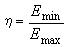 η = E_min / E_max